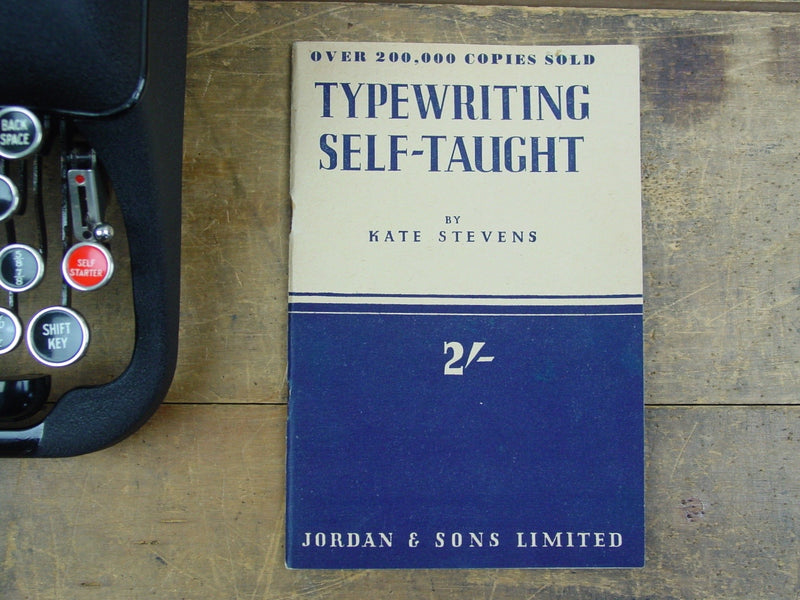 OVER 200,000 COPIES SOLD
TYPEWRITING
SELF-TAUGHT
BY
KATE STEVENS
2/-
JORDAN & SONS LIMITED
BACK
SPACE
SELF
STARTER
SHIFT
KEY